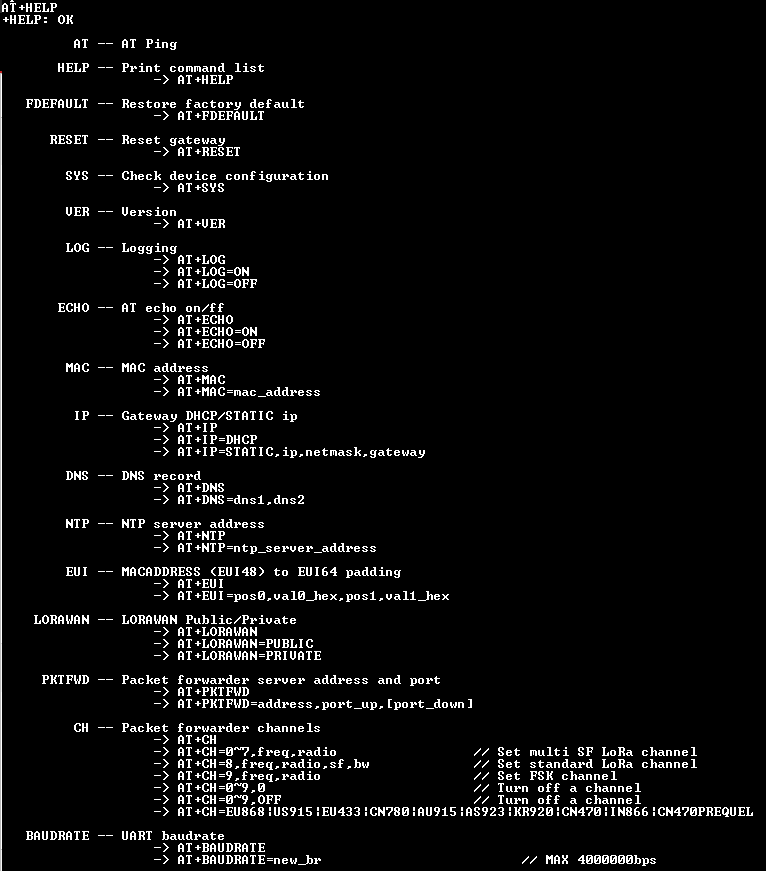 AT+HELP
+HELP: OK
AT -- AT Ping
HELP -- Print command list
-> AT+HELP
FDEFAULT -- Restore factory default
-> AT+FDEFAULT
RESET -- Reset gateway
-> AT+RESET
SYS -- Check device configuration
-> AT+SYS
VER -- Version
-> AT+VER
LOG -- Logging
-> AT+LOG
-> AT+LOG=ON
-> AT+LOG=OFF
ECHO -- AT echo on/ff
-> AT+ECHO
-> AT+ECHO=ON
-> AT+ECHO=OFF
MAC -- MAC address
-> AT+MAC
-> AT+MAC=mac_address
IP -- Gateway DHCP/STATIC ip
-> AT+IP
-> AT+IP=DHCP
-> AT+IP=STATIC,ip,netmask,gateway
DNS -- DNS record
-> AT+DNS
-> AT+DNS=dns1,dns2
NTP -- NTP server address
-> AT+NTP
-> AT+NTP=ntp_server_address
EUI -- MACADDRESS (EUI48) to EUI64 padding
-> AT+EUI
-> AT+EUI=pos0,val0_hex,pos1,val1_hex
LORAWAN -- LORAWAN Public/Private
-> AT+LORAWAN
-> AT+LORAWAN=PUBLIC
-> AT+LORAWAN=PRIVATE
PKTFWD -- Packet forwarder server address and port
-> AT+PKTFWD
-> AT+PKTFWD=address,port_up,[port_down]
CH -- Packet forwarder channels
-> AT+CH
-> AT+CH=0~7,freq,radio // Set multi SF LoRa channel
-> AT+CH=8,freq,radio,sf,bw // Set standard LoRa channel
-> AT+CH=9,freq,radio // Set FSK channel
-> AT+CH=0~9,0 // Turn off a channel
-> AT+CH=0~9,OFF // Turn off a channel
-> AT+CH=EU868¦US915¦EU433¦CN780¦AU915¦AS923¦KR920¦CN470¦IN866¦CN470PREQUEL
BAUDRATE -- UART baudrate
-> AT+BAUDRATE
-> AT+BAUDRATE=new_br // MAX 4000000bps